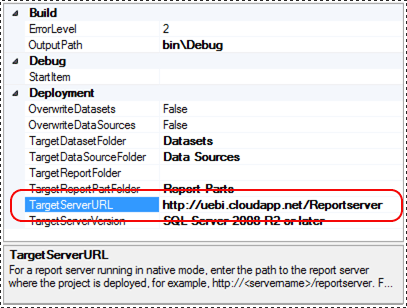 Build
ErrorLevel 2
OutputPath bin\Debug
Debug
StartItem
Deployment
OverwriteDatasets False
OverwriteDataSources False
TargetDatasetFolder Datasets
TargetDataSourceFolder Data Sources
TargetReportFolder
TargetReportPartFolder Report Parts
TargetServerURL http://uebi.cloudapp.net/Reportserver
TargetServerVersion SQL Server 2008 R2 or later
TargetServerURL
For a report server running in native mode, enter the path to the report server
where the project is deployed, for example, http://<servername>/reportserver. F...